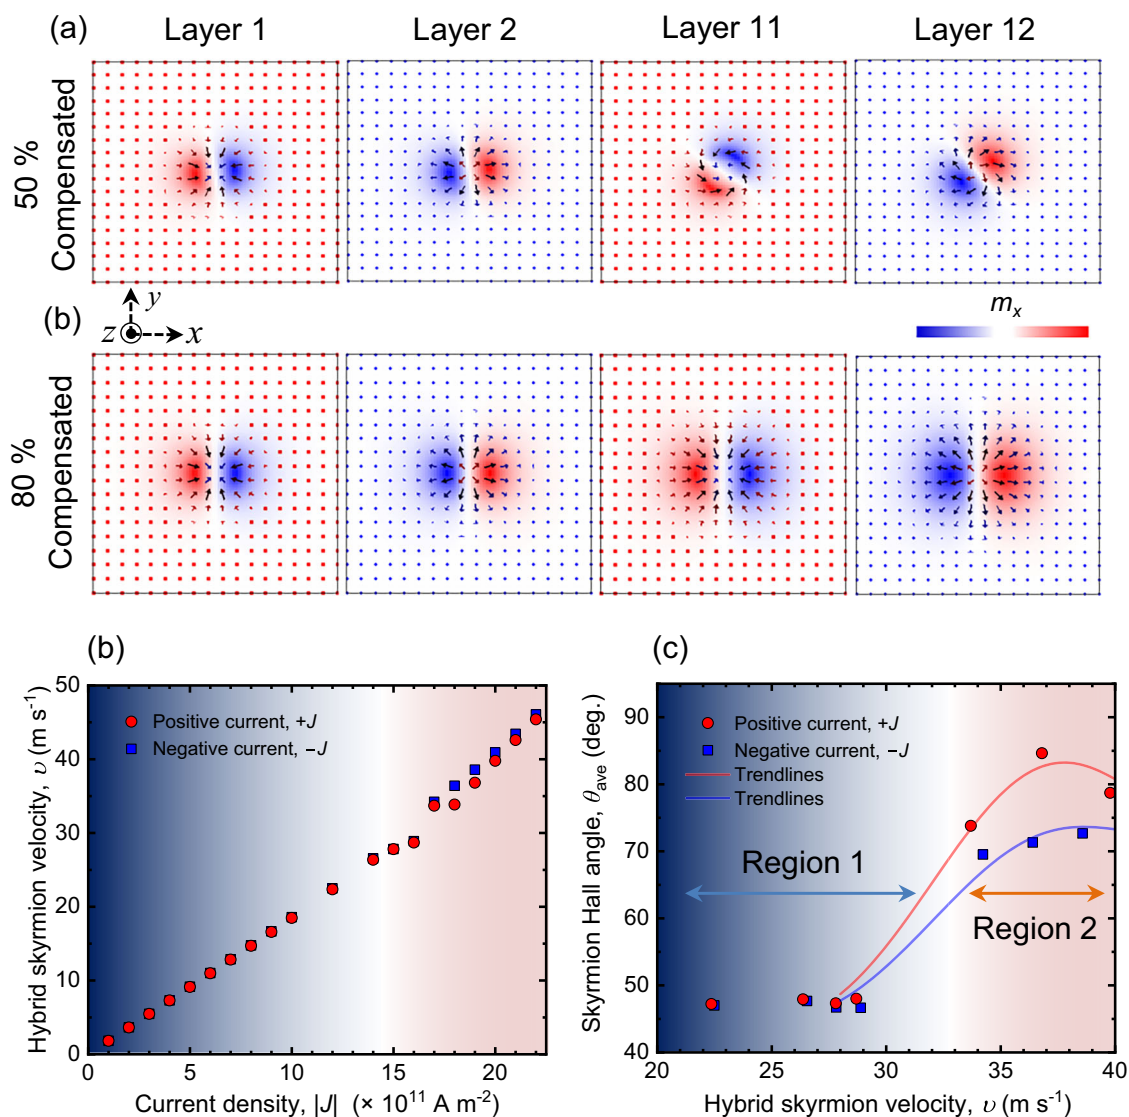 (a)
Layer 1
Layer 2
Layer 11
Layer 12
50 %
Compensated
y
z
x
(b)
m_x
80 %
Compensated
(b)
Hybrid skyrmion velocity, υ (m s⁻¹)
50
40
30
20
10
0
Positive current, +J
Negative current, −J
0
5
10
15
20
Current density, |J| (× 10¹¹ A m⁻²)
(c)
Skyrmion Hall angle, θ_ave (deg.)
90
80
70
60
50
40
Positive current, +J
Negative current, −J
Trendlines
Trendlines
Region 1
Region 2
20
25
30
35
40
Hybrid skyrmion velocity, υ (m s⁻¹)